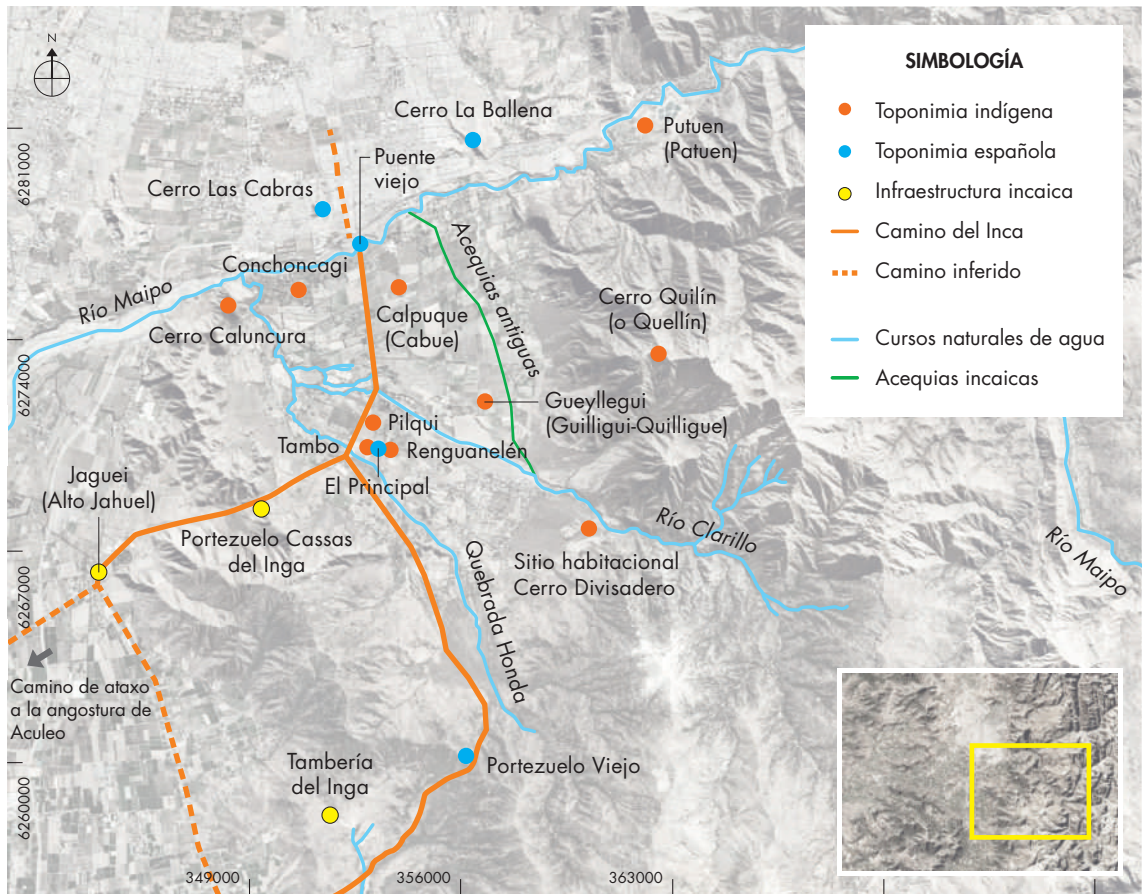 N
SIMBOLOGÍA
Toponimia indígena
Toponimia española
Infraestructura incaica
Camino del Inca
Camino inferido
Cursos naturales de agua
Acequias incaicas
Cerro La Ballena
Putuen
(Patuen)
Puente
viejo
Cerro Las Cabras
6281000
Acequias antiguas
Conchoncagi
Río Maipo
Cerro Caluncura
Calpuque
(Cabue)
Cerro Quilín
(o Quellín)
6274000
Gueyllegui
(Guilligui-Quilligue)
Pilqui
Tambo
Renguanelén
El Principal
Jaguei
(Alto Jahuel)
Portezuelo Cassas
del Inga
Río Clarillo
Sitio habitacional
Cerro Divisadero
Río Maipo
6267000
Quebrada Honda
Camino de ataxo
a la angostura de
Aculeo
Tambería
del Inga
Portezuelo Viejo
6260000
349000
356000
363000